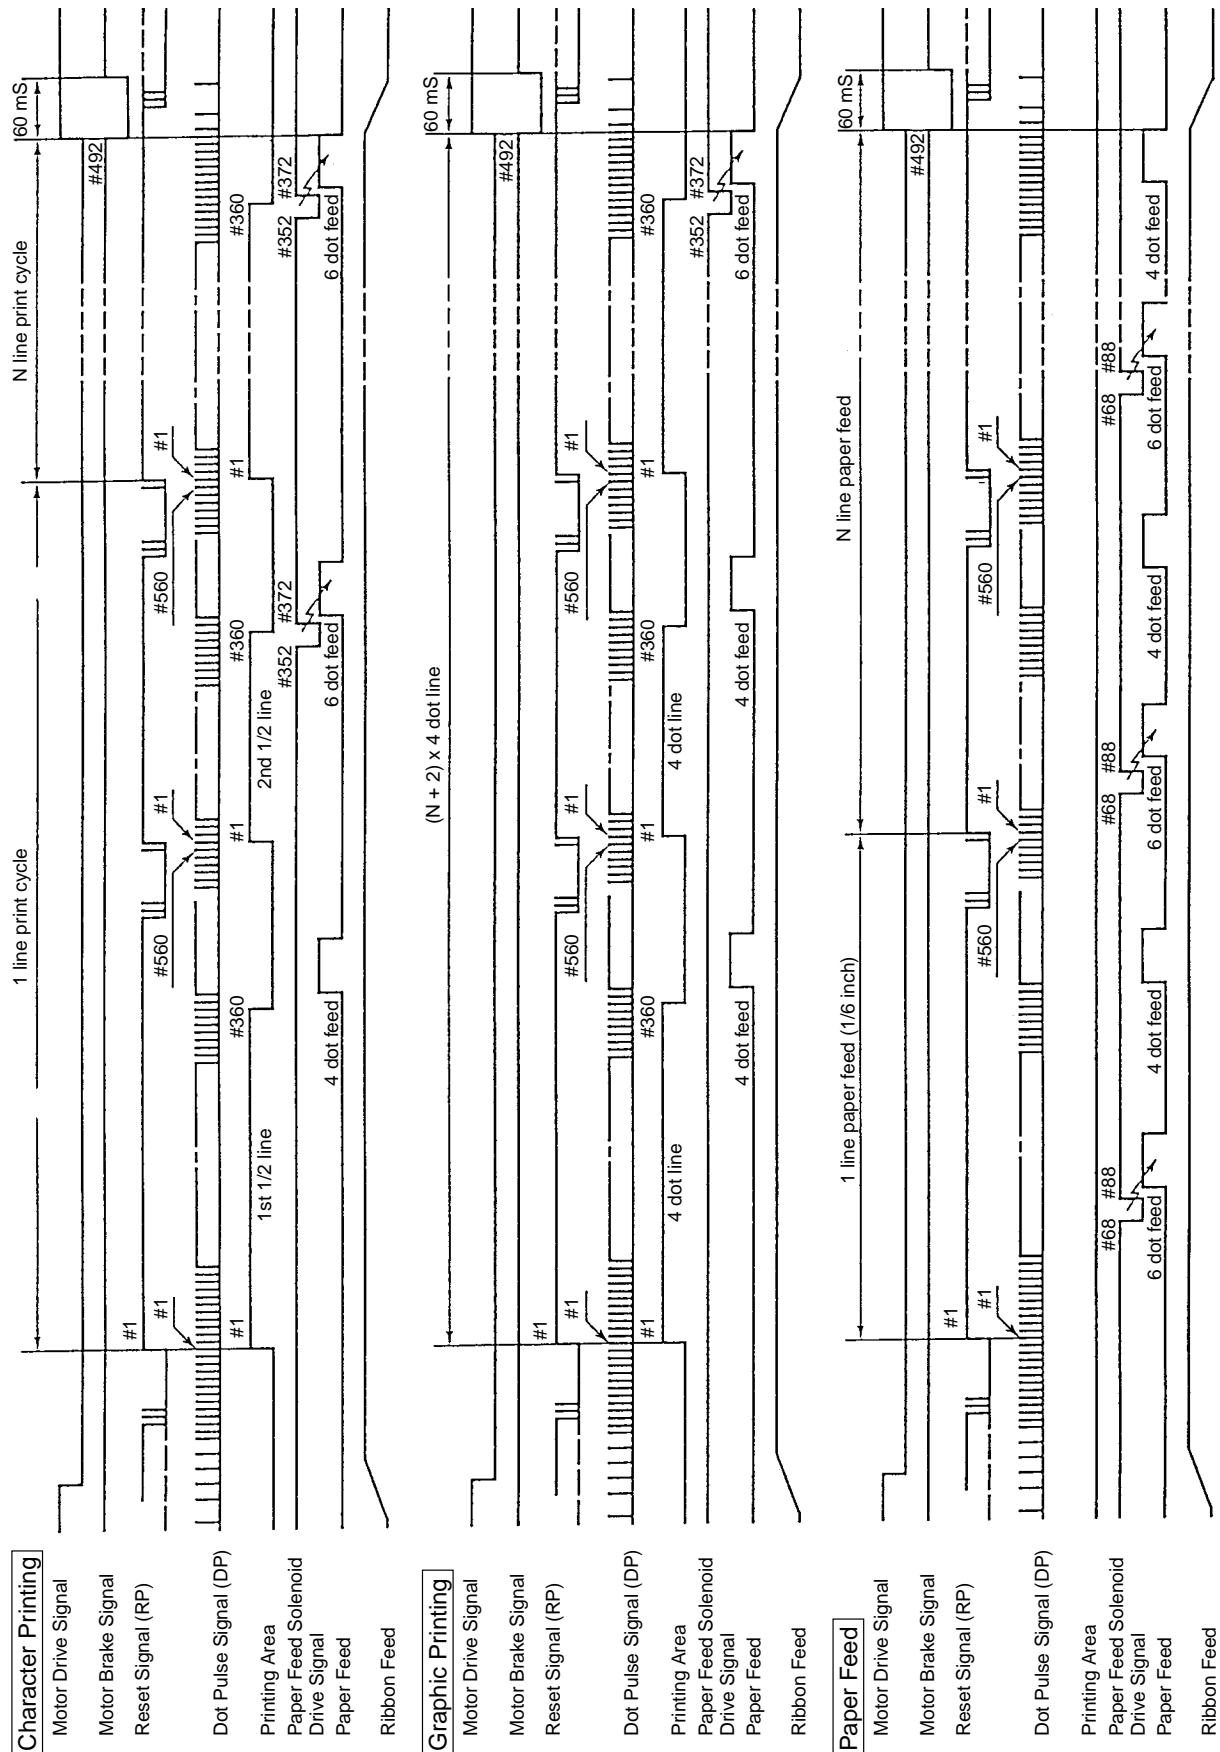 Character Printing
1 line print cycle
N line print cycle
60 mS
Motor Drive Signal
#492
Motor Brake Signal
#1
Reset Signal (RP)
#1
#560
#1
#560
#1
Dot Pulse Signal (DP)
#1
#360
#1
#360
#1
#360
Printing Area
1st 1/2 line
2nd 1/2 line
Paper Feed Solenoid
Drive Signal
#352
#372
#352
#372
Paper Feed
4 dot feed
6 dot feed
6 dot feed
Ribbon Feed
Graphic Printing
(N + 2) x 4 dot line
60 mS
Motor Drive Signal
#492
Motor Brake Signal
#1
Reset Signal (RP)
#1
#560
#1
#560
#1
Dot Pulse Signal (DP)
#1
#360
#1
#360
#1
#360
Printing Area
4 dot line
4 dot line
Paper Feed Solenoid
Drive Signal
#352
#372
Paper Feed
4 dot feed
4 dot feed
6 dot feed
Ribbon Feed
Paper Feed
1 line paper feed (1/6 inch)
N line paper feed
60 mS
Motor Drive Signal
#492
Motor Brake Signal
#1
Reset Signal (RP)
#1
#560
#1
#560
#1
Dot Pulse Signal (DP)
Printing Area
Paper Feed Solenoid
Drive Signal
#68
#88
#68
#88
#68
#88
Paper Feed
6 dot feed
4 dot feed
6 dot feed
4 dot feed
6 dot feed
4 dot feed
Ribbon Feed